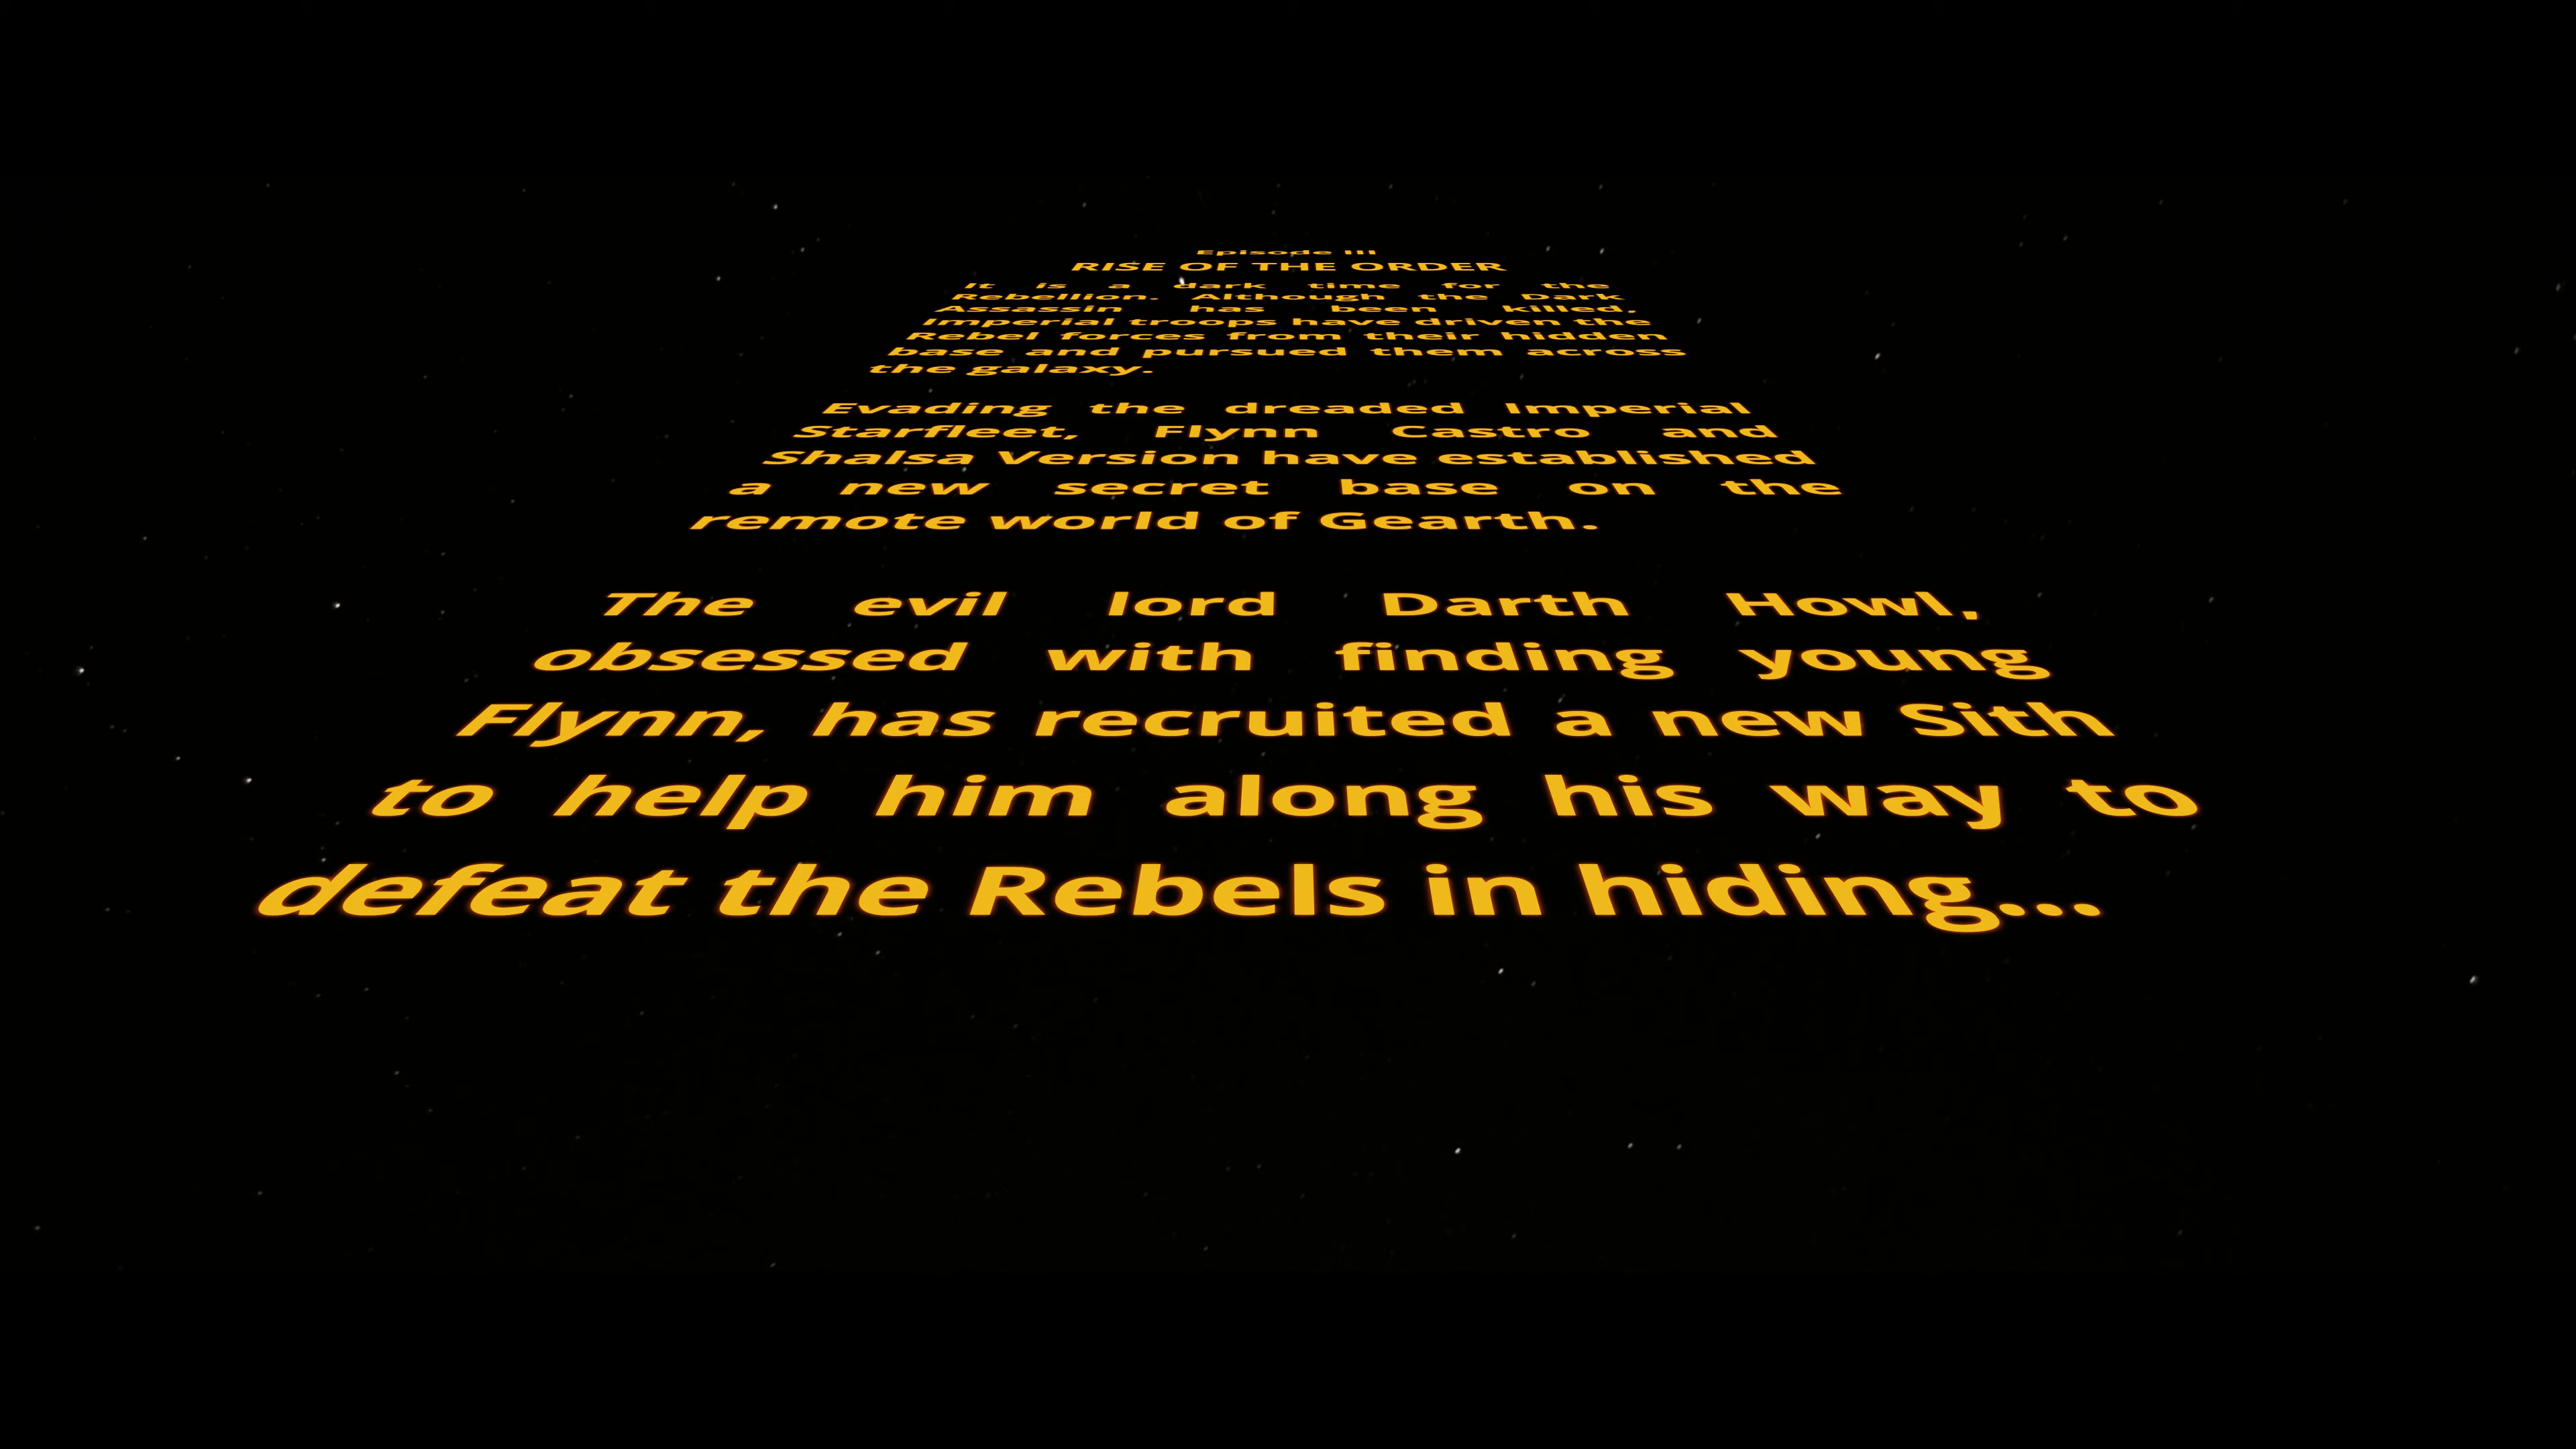 Episode III
RISE OF THE ORDER
It is a dark time for the
Rebellion. Although the Dark
Assassin has been killed,
Imperial troops have driven the
Rebel forces from their hidden
base and pursued them across
the galaxy.
Evading the dreaded Imperial
Starfleet, Flynn Castro and
Shalsa Version have established
a new secret base on the
remote world of Gearth.
The evil lord Darth Howl,
obsessed with finding young
Flynn, has recruited a new Sith
to help him along his way to
defeat the Rebels in hiding...